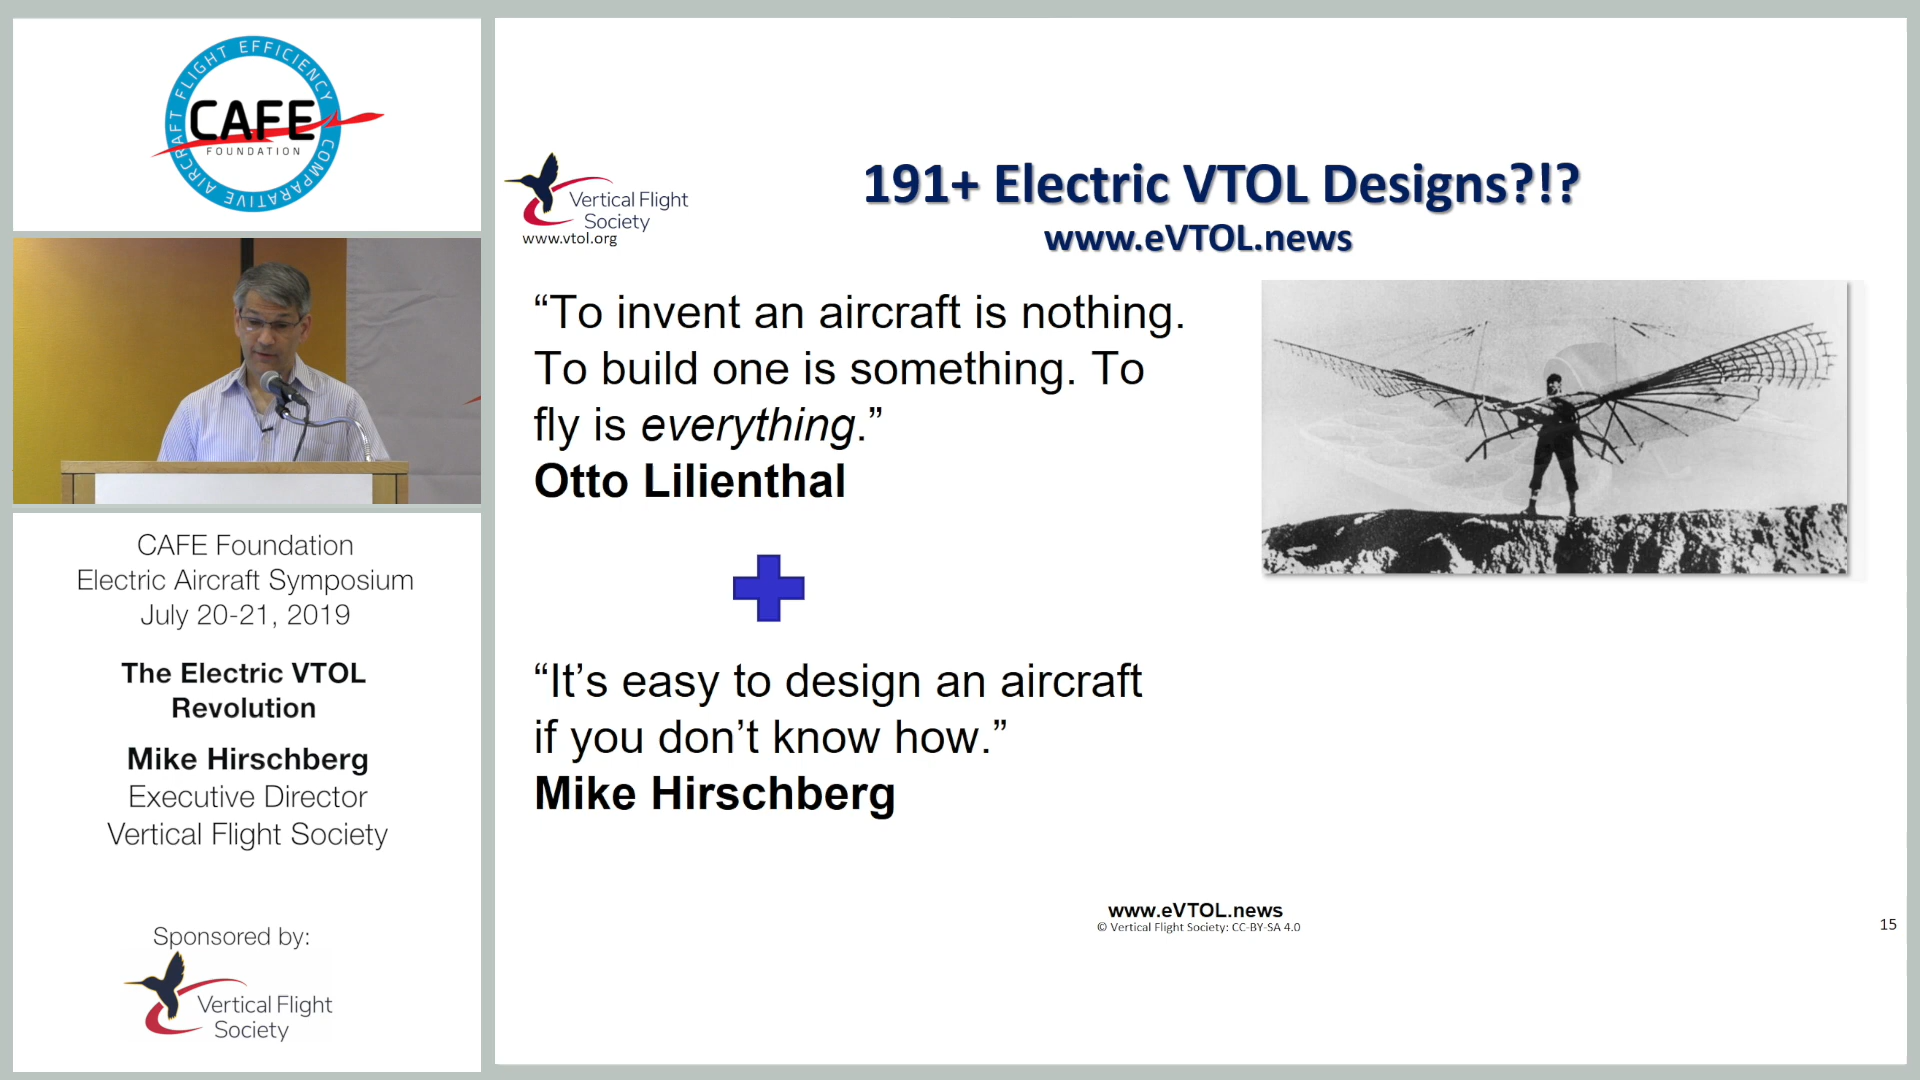 AIRCRAFT FLIGHT EFFICIENCY
COMPARATIVE
CAFE
FOUNDATION
CAFE Foundation
Electric Aircraft Symposium
July 20-21, 2019
The Electric VTOL
Revolution
Mike Hirschberg
Executive Director
Vertical Flight Society
Sponsored by:
Vertical Flight
Society
Vertical Flight
Society
www.vtol.org
191+ Electric VTOL Designs?!?
www.eVTOL.news
“To invent an aircraft is nothing.
To build one is something. To
fly is everything.”
Otto Lilienthal
“It’s easy to design an aircraft
if you don’t know how.”
Mike Hirschberg
www.eVTOL.news
© Vertical Flight Society: CC-BY-SA 4.0
15